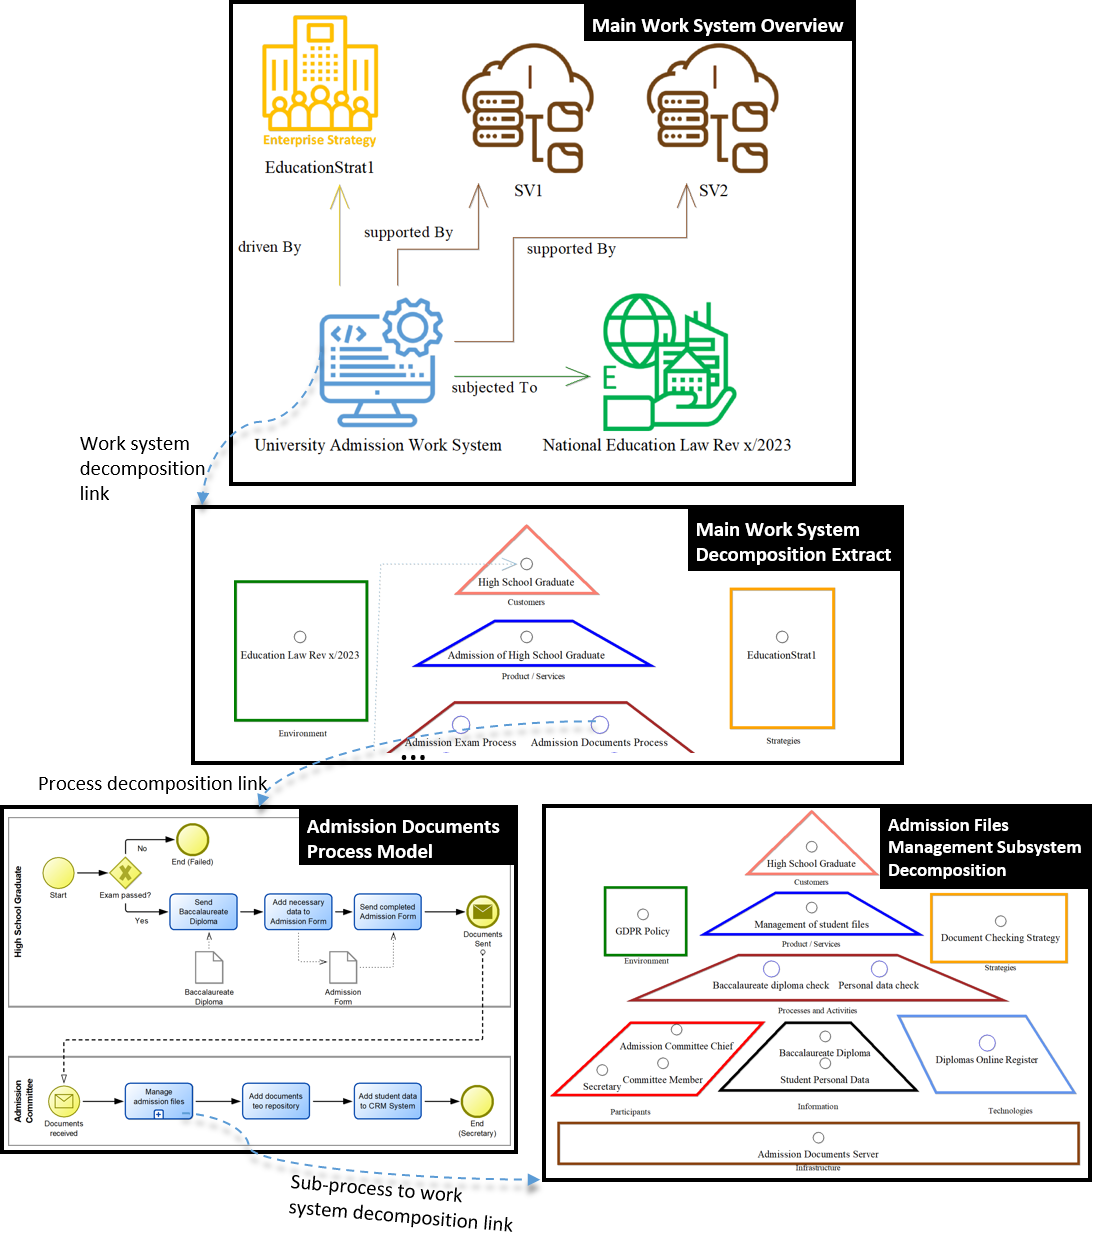 Main Work System Overview
Enterprise Strategy
EducationStrat1
SV1
SV2
driven By
supported By
supported By
subjected To
E
University Admission Work System
National Education Law Rev x/2023
Work system
decomposition
link
Main Work System
Decomposition Extract
High School Graduate
Customers
Education Law Rev x/2023
Environment
Admission of High School Graduate
Product / Services
EducationStrat1
Strategies
Admission Exam Process
Admission Documents Process
...
Process decomposition link
Admission Documents
Process Model
High School Graduate
Start
Exam passed?
No
Yes
End (Failed)
Send
Baccalaureate
Diploma
Add necessary
data to
Admission Form
Send completed
Admission Form
Documents
Sent
Baccalaureate
Diploma
Admission
Form
Admission
Committee
Documents
received
Manage
admission files
Add documents
teo repository
Add student data
to CRM System
End
(Secretary)
Sub-process to work
system decomposition link
Admission Files
Management Subsystem
Decomposition
High School Graduate
Customers
GDPR Policy
Environment
Management of student files
Product / Services
Document Checking Strategy
Strategies
Baccalaureate diploma check
Personal data check
Processes and Activities
Admission Committee Chief
Secretary
Committee Member
Participants
Baccalaureate Diploma
Student Personal Data
Information
Diplomas Online Register
Technologies
Admission Documents Server
Infrastructure